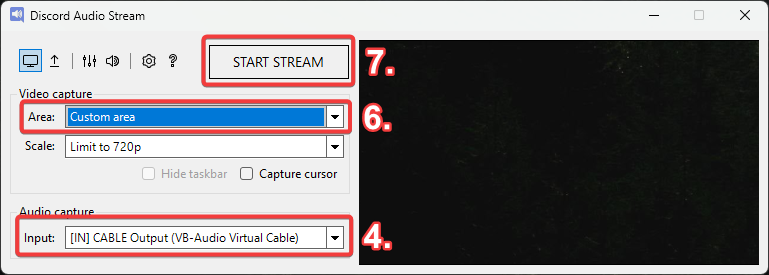 Discord Audio Stream
?
START STREAM
7.
Video capture
Area: Custom area
6.
Scale: Limit to 720p
Hide taskbar Capture cursor
Audio capture
Input: [IN] CABLE Output (VB-Audio Virtual Cable)
4.